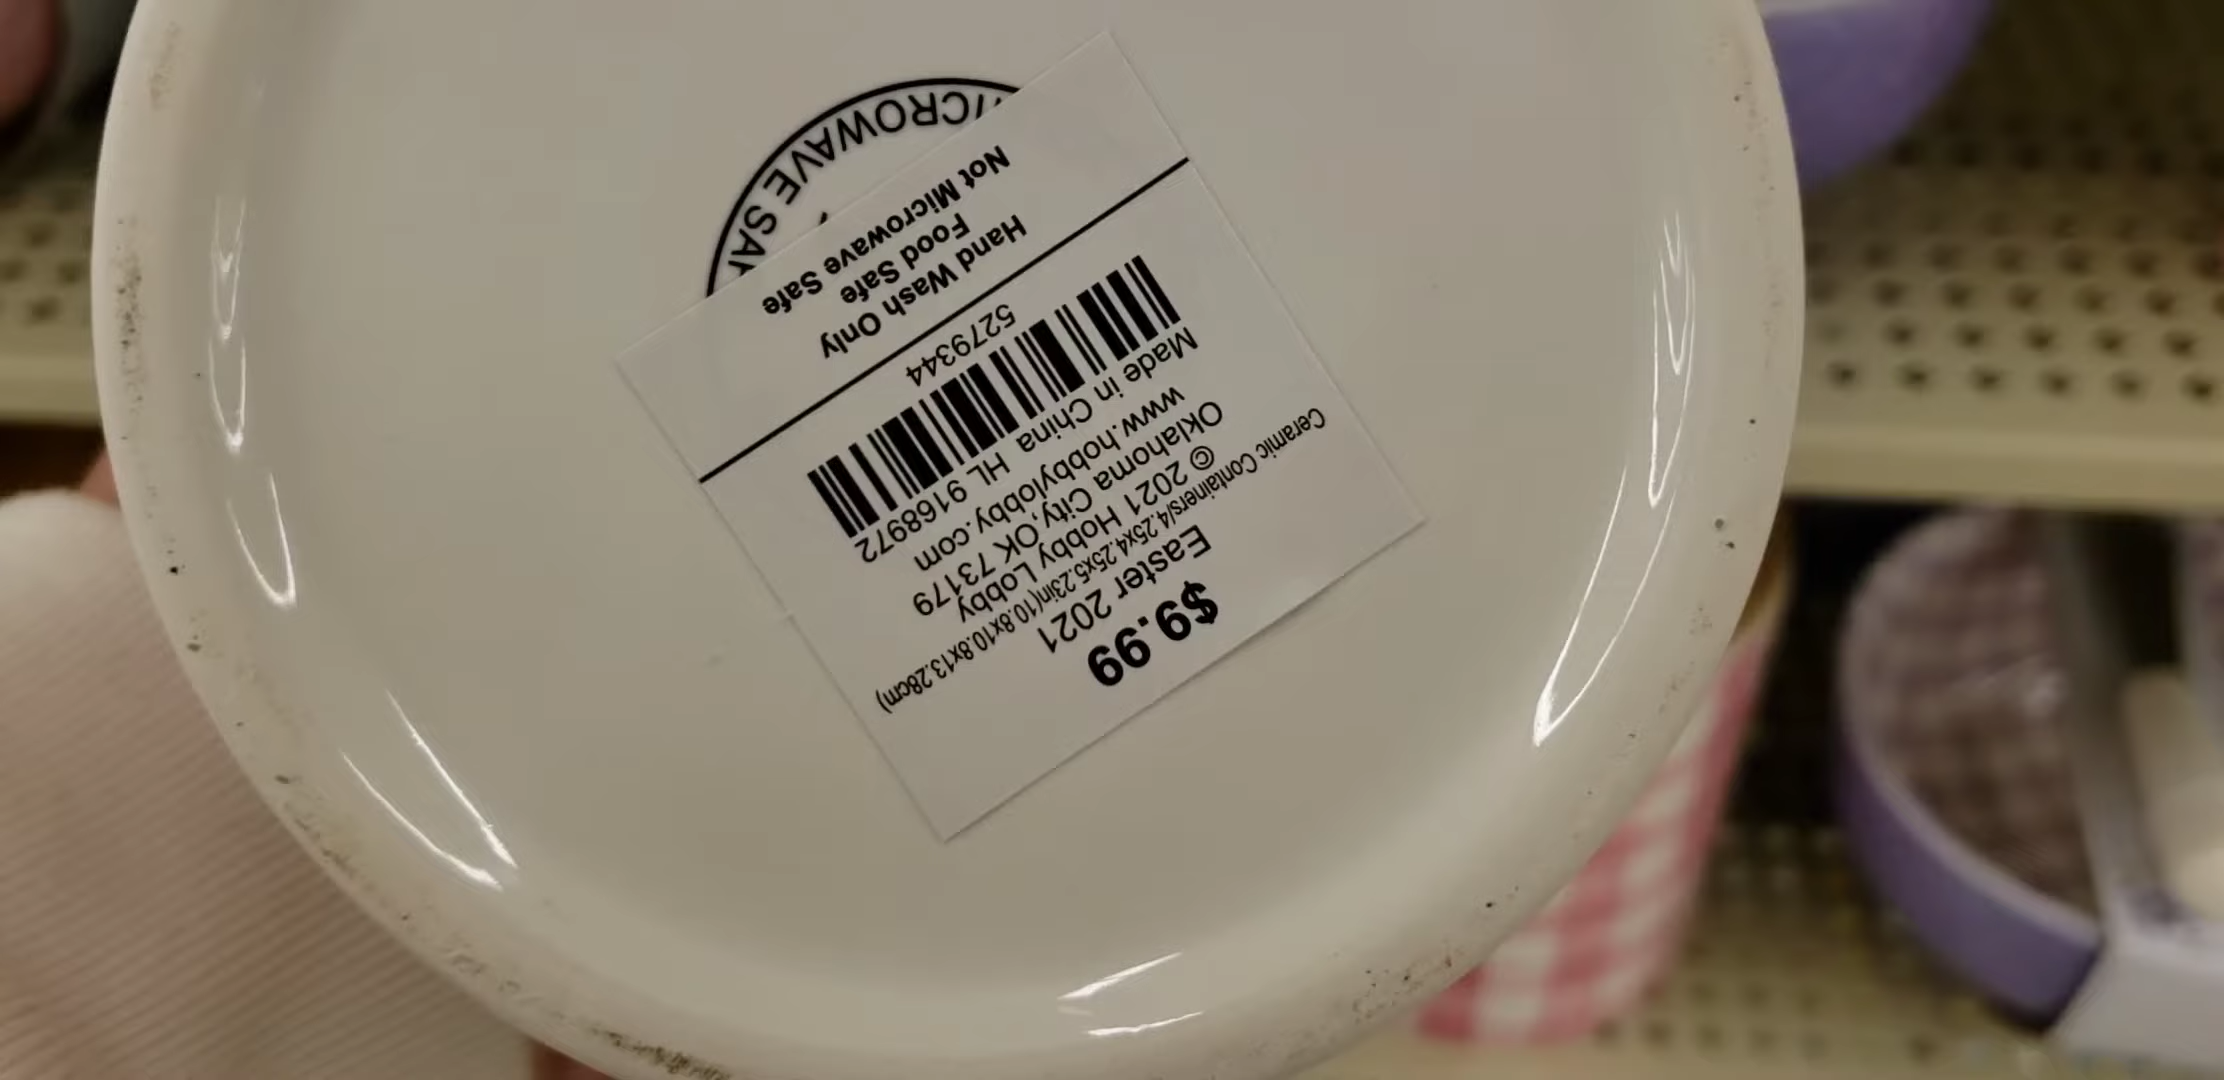 $9.99
Easter 2021
Ceramic Containers/4.25x4.25x5.23in(10.8x10.8x13.28cm)
© 2021 Hobby Lobby
Oklahoma City, OK 73179
www.hobbylobby.com
Made in China HL 9168972
5279344
Hand Wash Only
Food Safe
Not Microwave Safe
ICROWAVE SAF